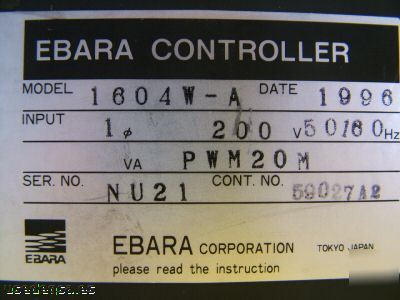 EBARA CONTROLLER
MODEL 1604W-A DATE 1996
INPUT 1ø 200 V 50/60 Hz
VA PWM20M
SER. NO. NU21 CONT. NO. 59027A2
EBARA EBARA CORPORATION TOKYO JAPAN
please read the instruction